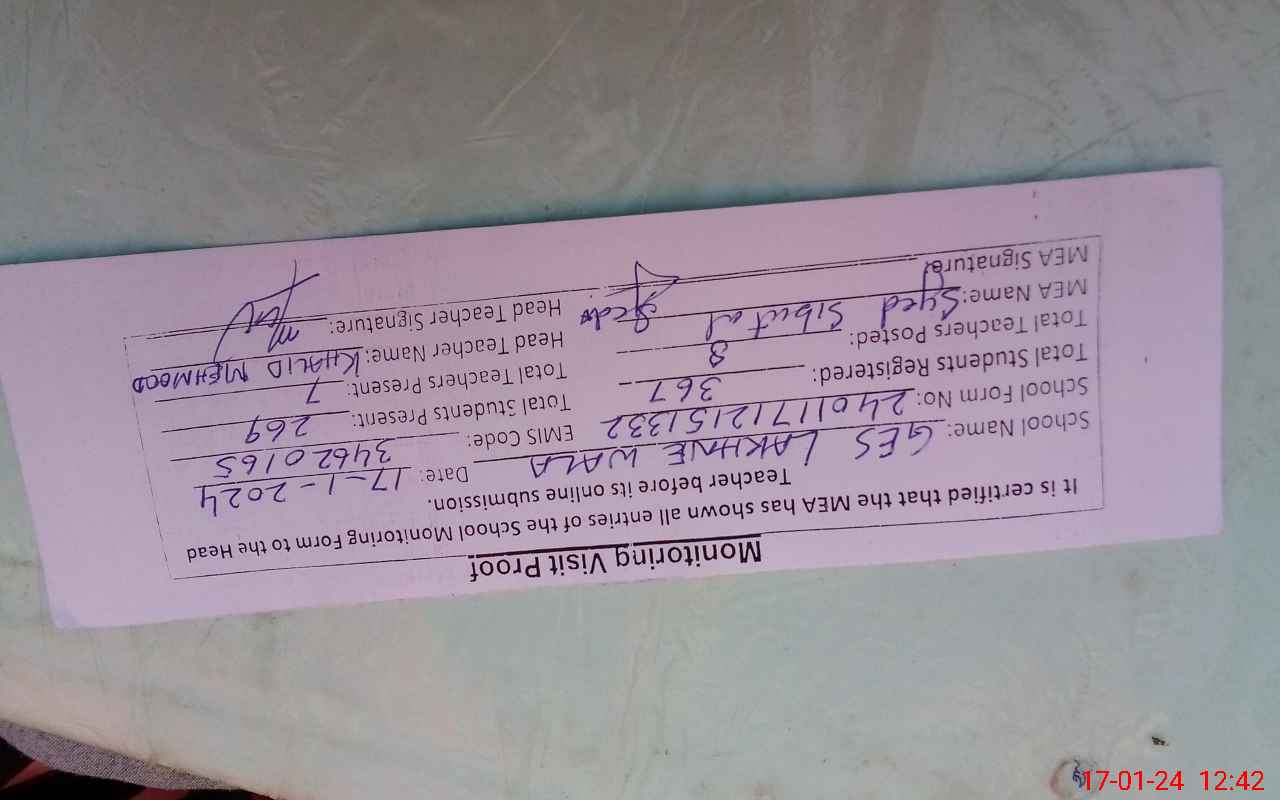 Monitoring Visit Proof
It is certified that the MEA has shown all entries of the School Monitoring Form to the Head
Teacher before its online submission.
School Name: GES LAKHNE WALA Date: 17-1-2024
School Form No: 24011712151332 EMIS Code: 34620165
Total Students Registered: 367 Total Students Present: 269
Total Teachers Posted: 8 Total Teachers Present: 7
MEA Name: Syed Head Teacher Name: KHALID MEHMOOD
MEA Signature: Head Teacher Signature:
17-01-24 12:42